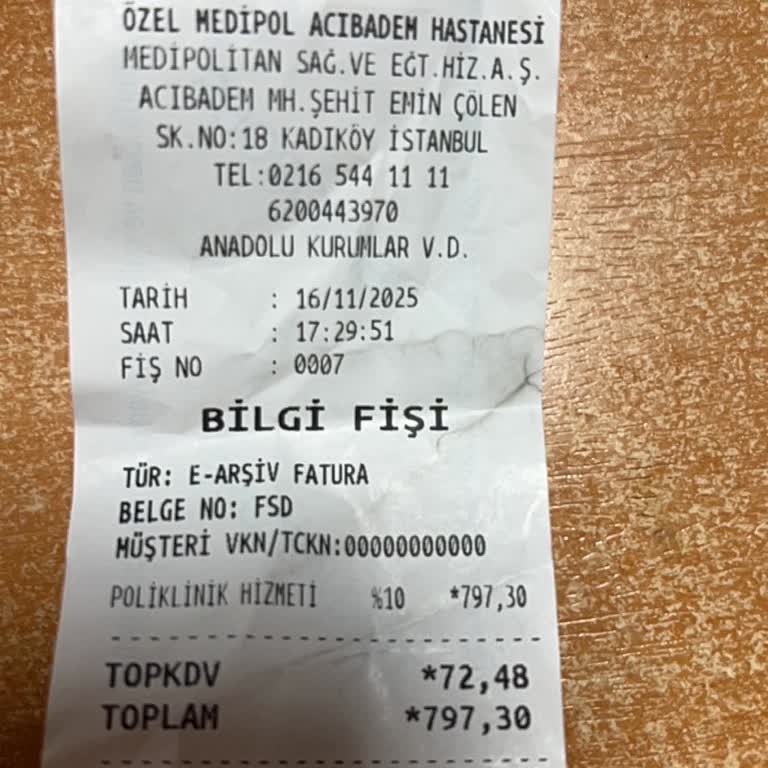 ÖZEL MEDİPOL ACIBADEM HASTANESİ
MEDİPOLİTAN SAĞ.VE EĞT.HİZ.A.Ş.
ACIBADEM MH.ŞEHİT EMİN ÇÖLEN
SK.NO:18 KADIKÖY İSTANBUL
TEL:0216 544 11 11
6200443970
ANADOLU KURUMLAR V.D.
TARİH : 16/11/2025
SAAT : 17:29:51
FİŞ NO : 0007
BİLGİ FİŞİ
TÜR: E-ARŞİV FATURA
BELGE NO: FSD
MÜŞTERİ VKN/TCKN:00000000000
POLİKLİNİK HİZMETİ %10 *797,30
TOPKDV *72,48
TOPLAM *797,30